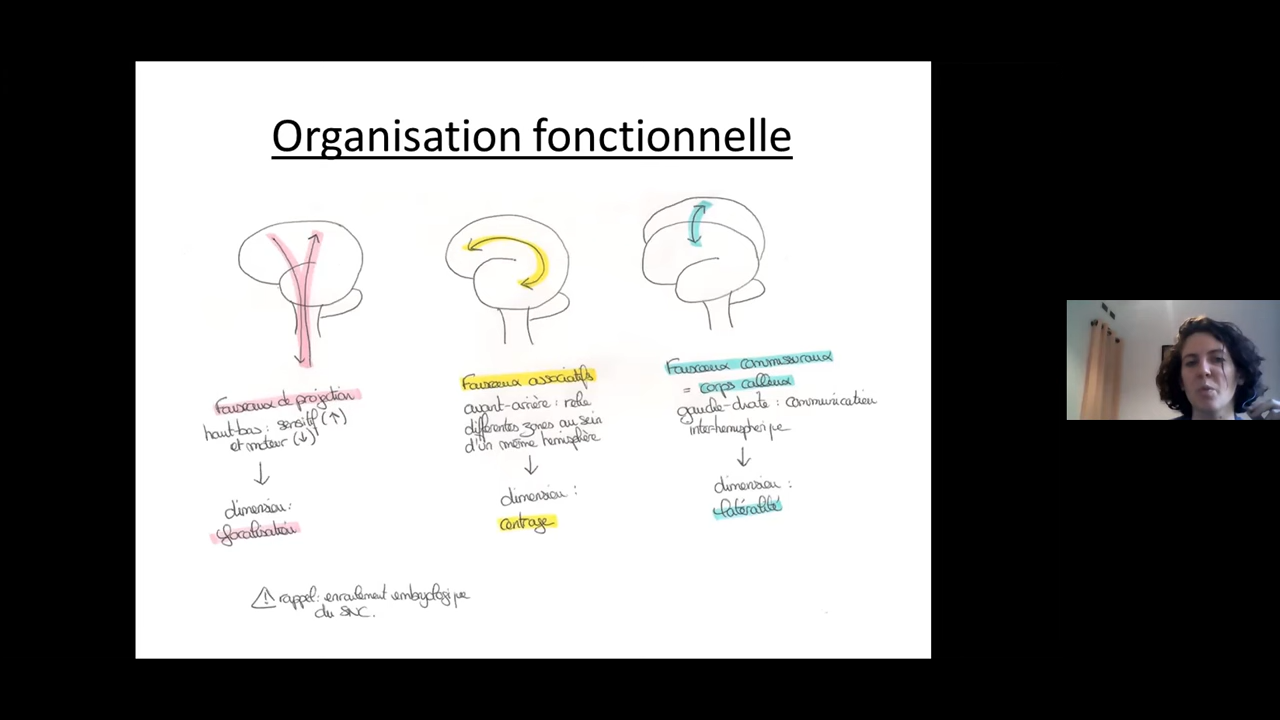 Organisation fonctionnelle
Faisceaux de projection
haut-bas : sensitif (↑)
et moteur (↓)
↓
dimension :
focalisation
Faisceaux associatifs
avant-arrière : relie
différentes zones au sein
d'un même hémisphère
↓
dimension :
centrage
Faisceaux commissuraux
= corps calleux
gauche-droite : communication
inter-hemispherique
↓
dimension :
latéralité
⚠ rappel : enroulement embryologique
du SNC.